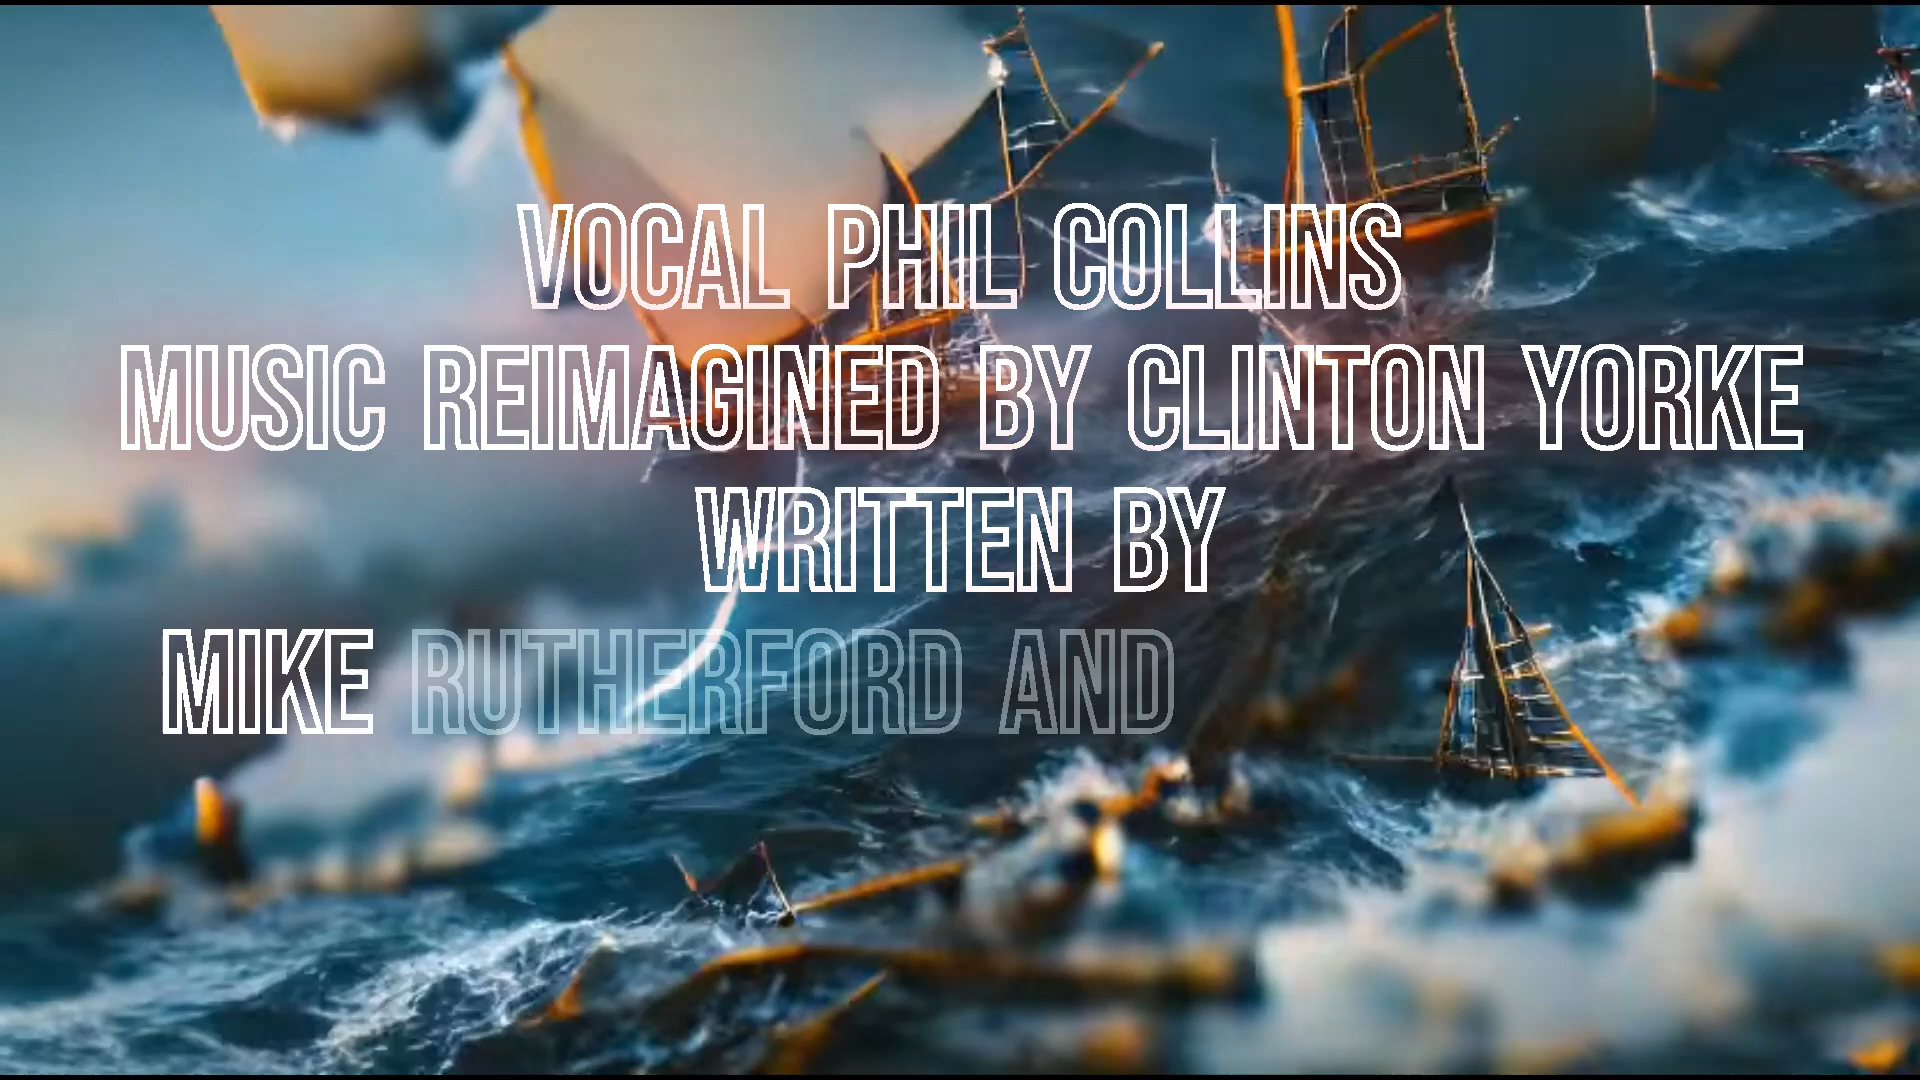 VOCAL PHIL COLLINS
MUSIC REIMAGINED BY CLINTON YORKE
WRITTEN BY
MIKE RUTHERFORD AND